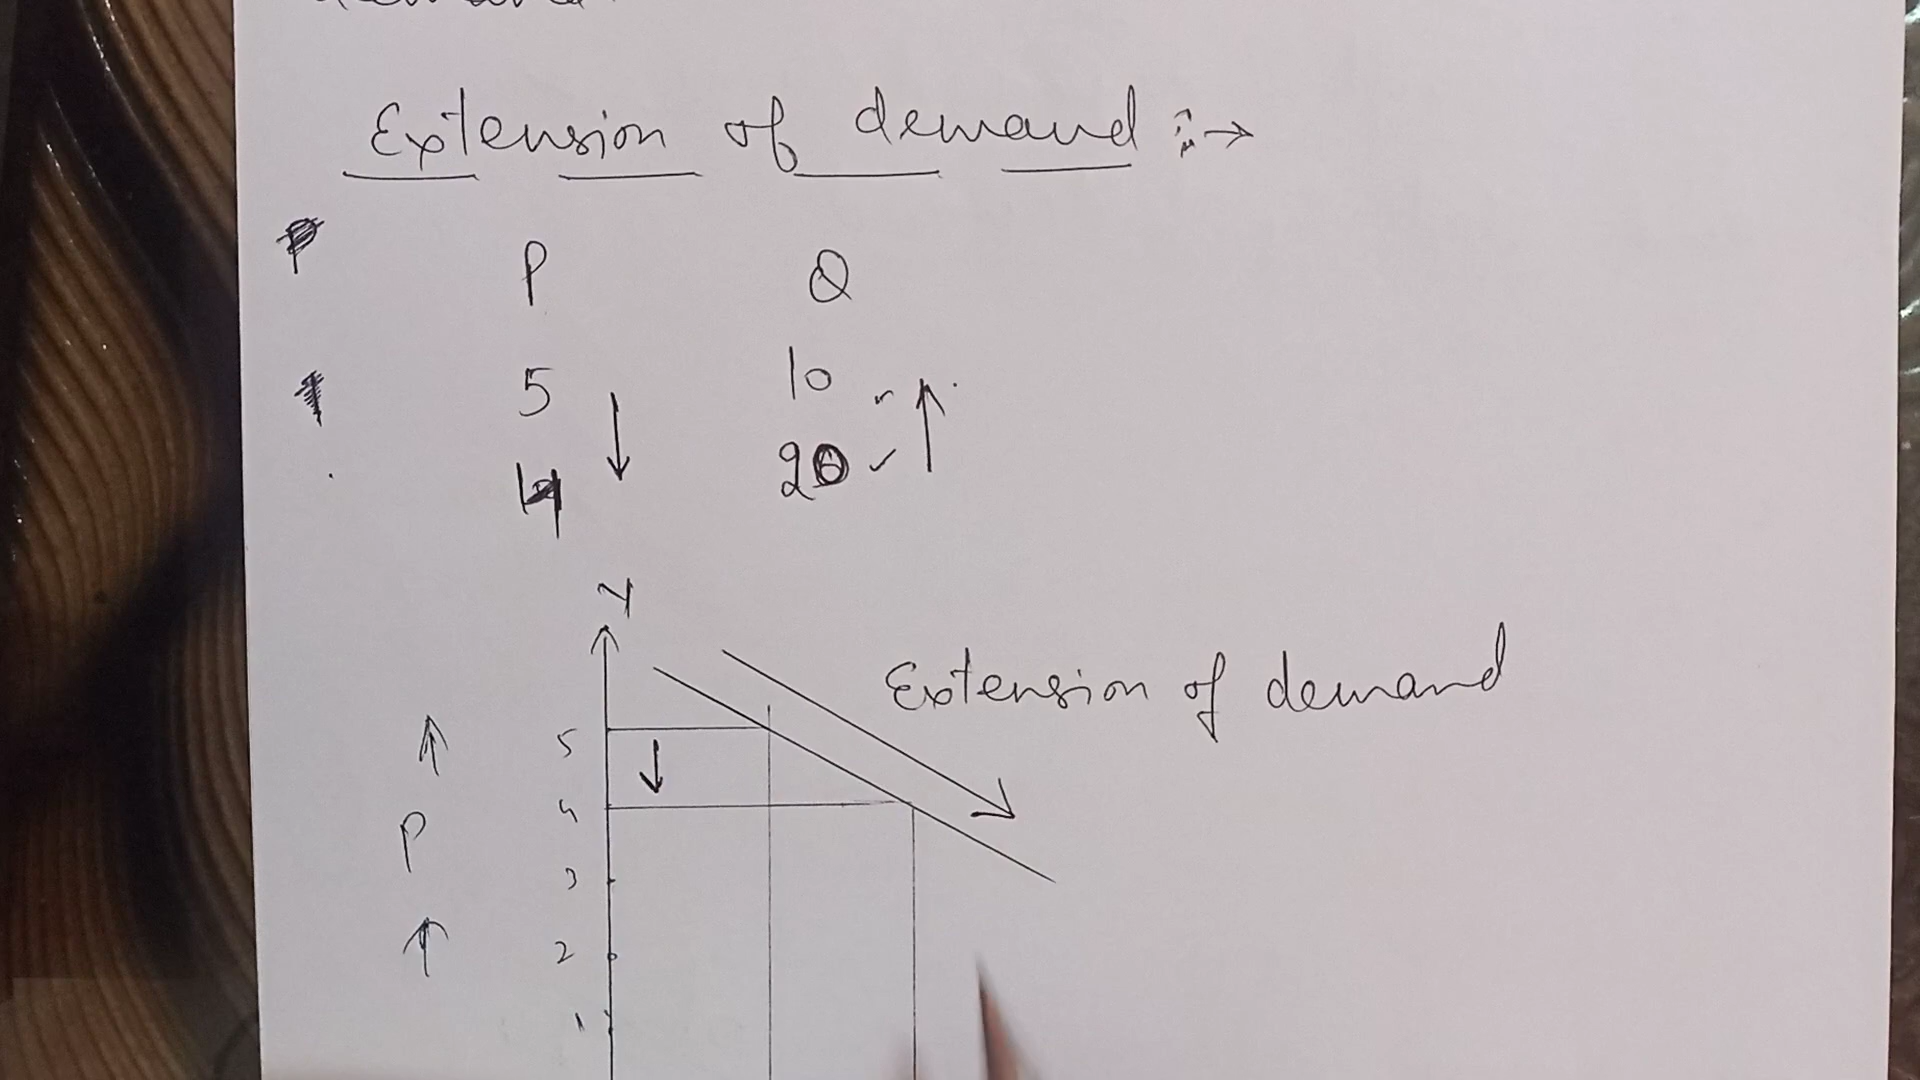 Extension of demand :→
P Q
5 ↓ 10 ↑
4 20
Y
Extension of demand
5
4
P
3
2
1